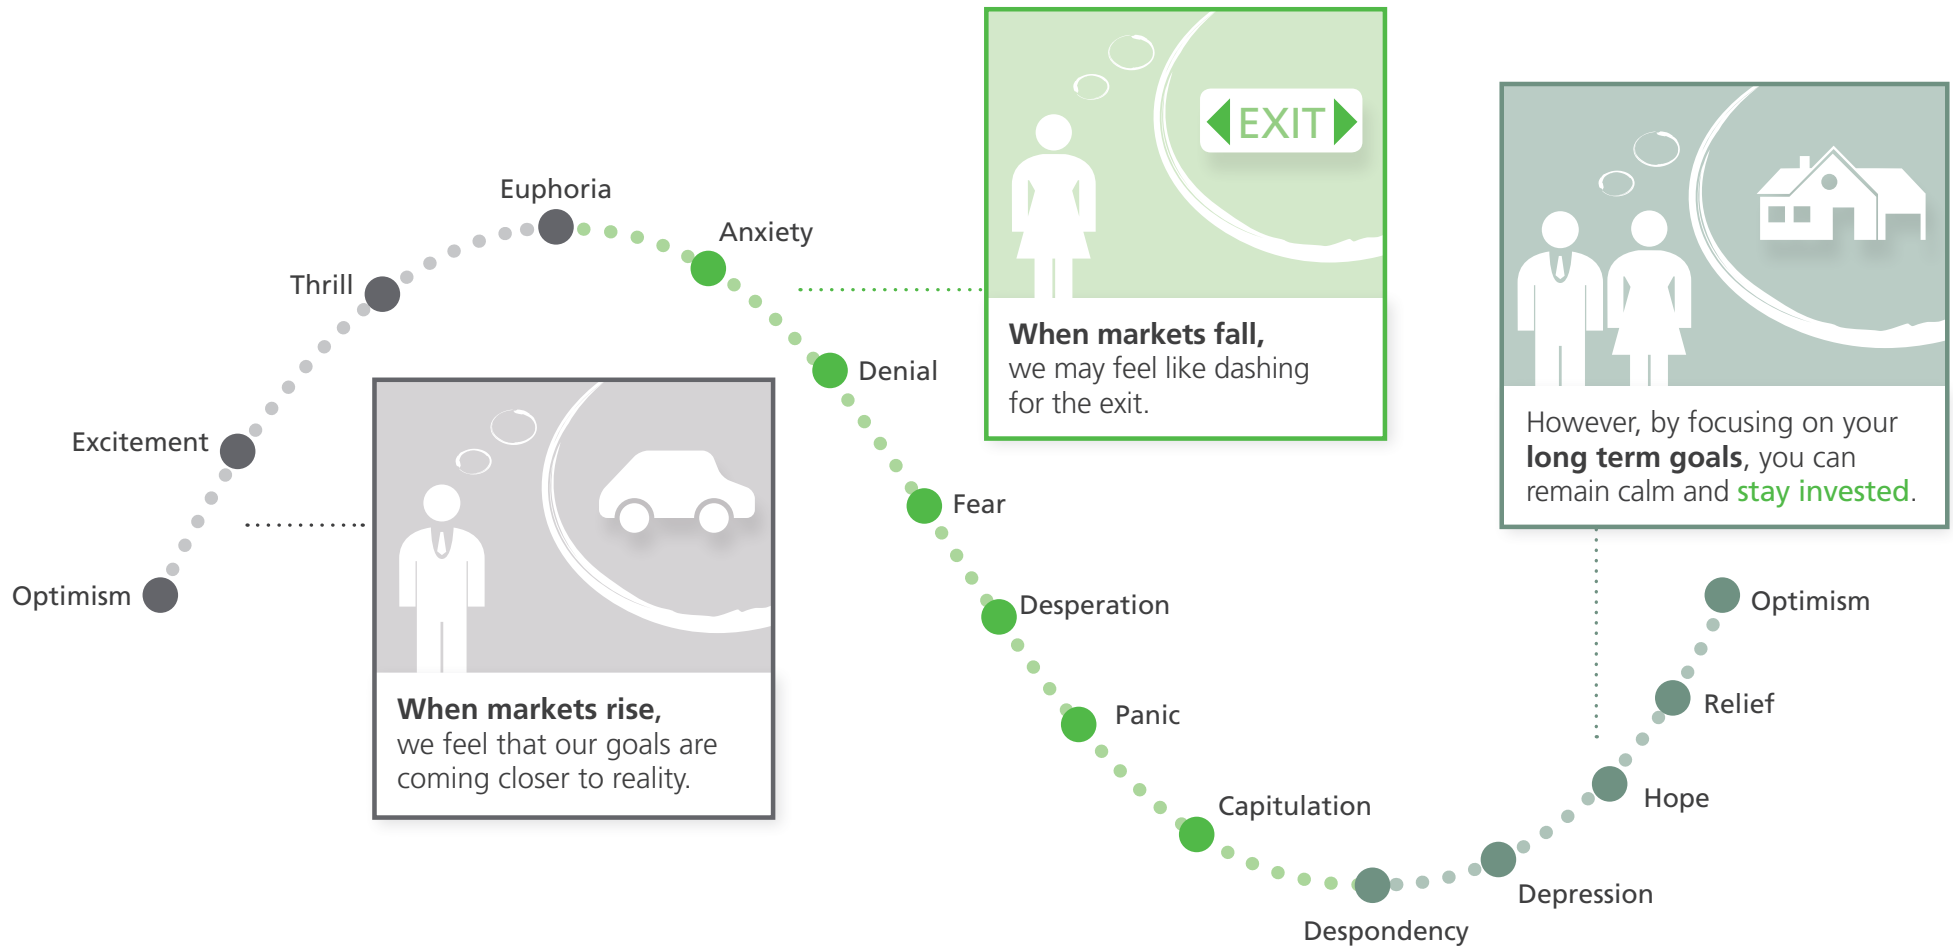 Optimism
Excitement
Thrill
Euphoria
Anxiety
Denial
Fear
Desperation
Panic
Capitulation
Despondency
Depression
Hope
Relief
Optimism
When markets rise,
we feel that our goals are
coming closer to reality.
EXIT
When markets fall,
we may feel like dashing
for the exit.
However, by focusing on your
long term goals, you can
remain calm and stay invested.